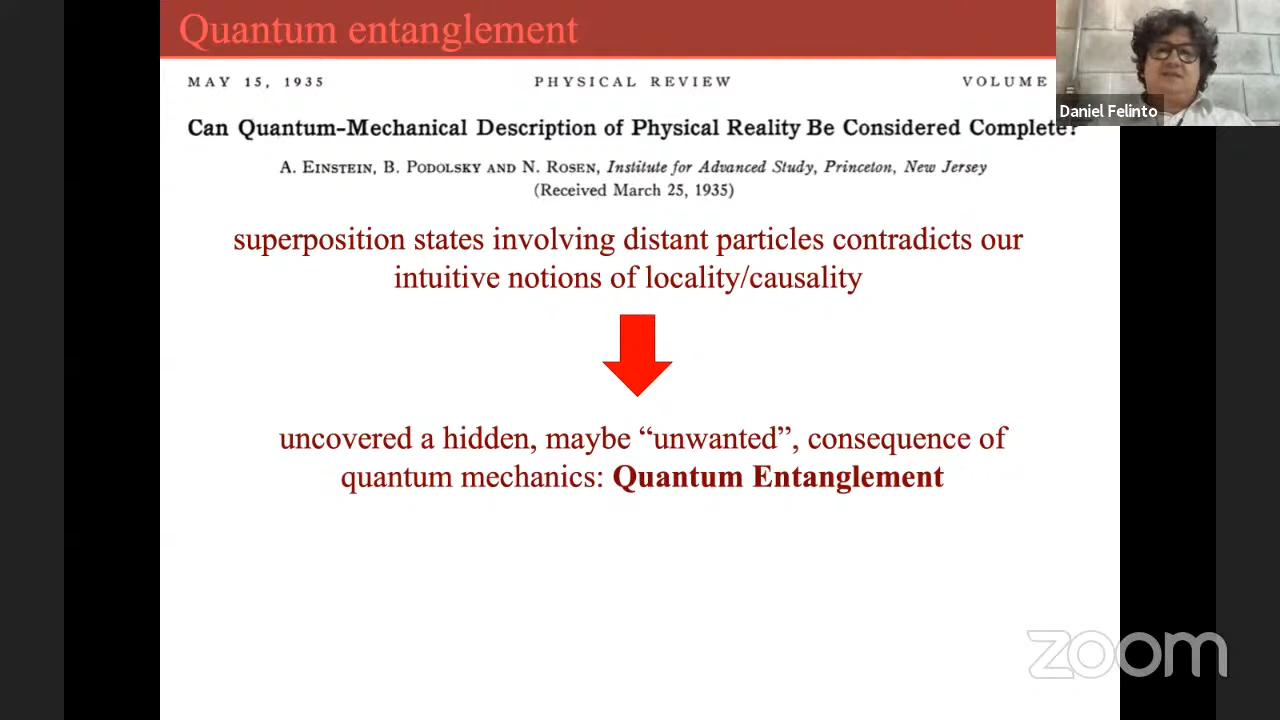 Quantum entanglement
MAY 15, 1935 PHYSICAL REVIEW VOLUME
Daniel Felinto
Can Quantum-Mechanical Description of Physical Reality Be Considered Complete?
A. EINSTEIN, B. PODOLSKY AND N. ROSEN, Institute for Advanced Study, Princeton, New Jersey
(Received March 25, 1935)
superposition states involving distant particles contradicts our
intuitive notions of locality/causality
uncovered a hidden, maybe “unwanted”, consequence of
quantum mechanics: Quantum Entanglement
zoom